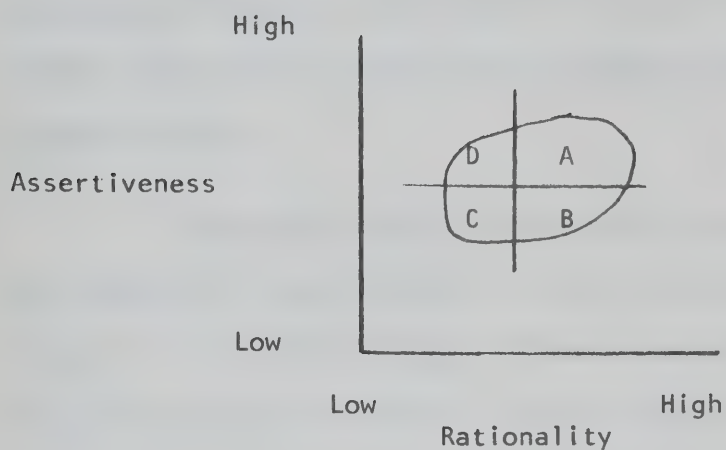 High
D A
Assertiveness
C B
Low
Low High
Rationality